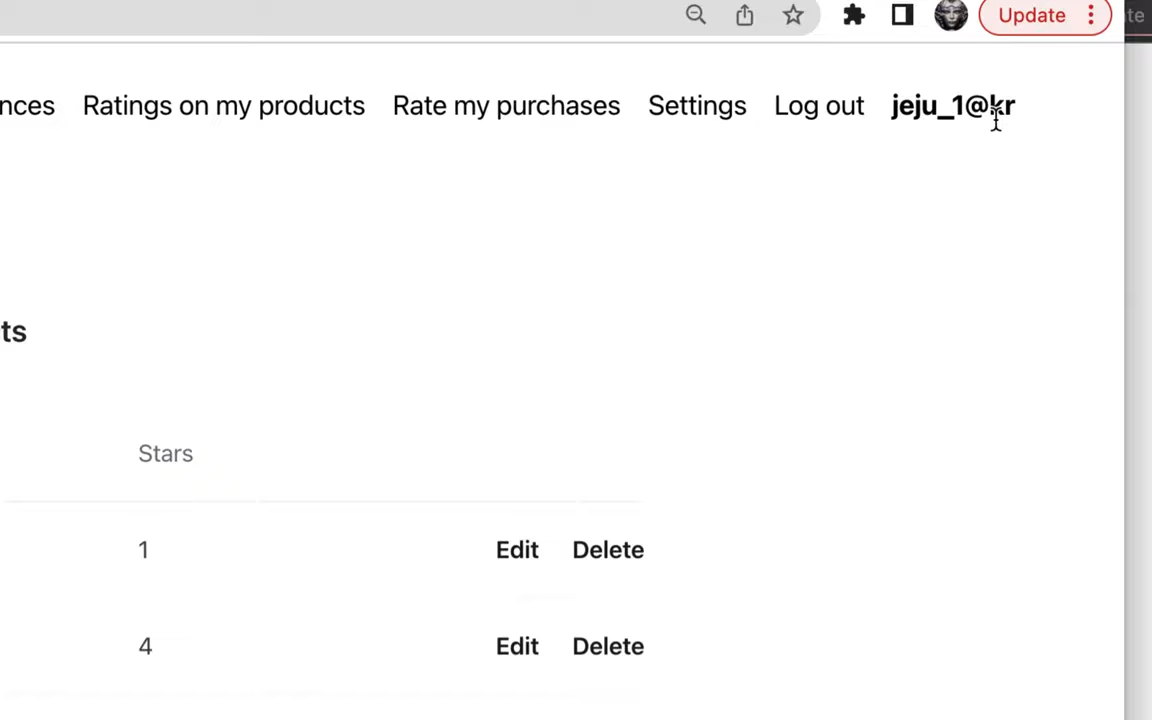 Update
te
nces Ratings on my products Rate my purchases Settings Log out jeju_1@kr
ts
Stars
1 Edit Delete
4 Edit Delete